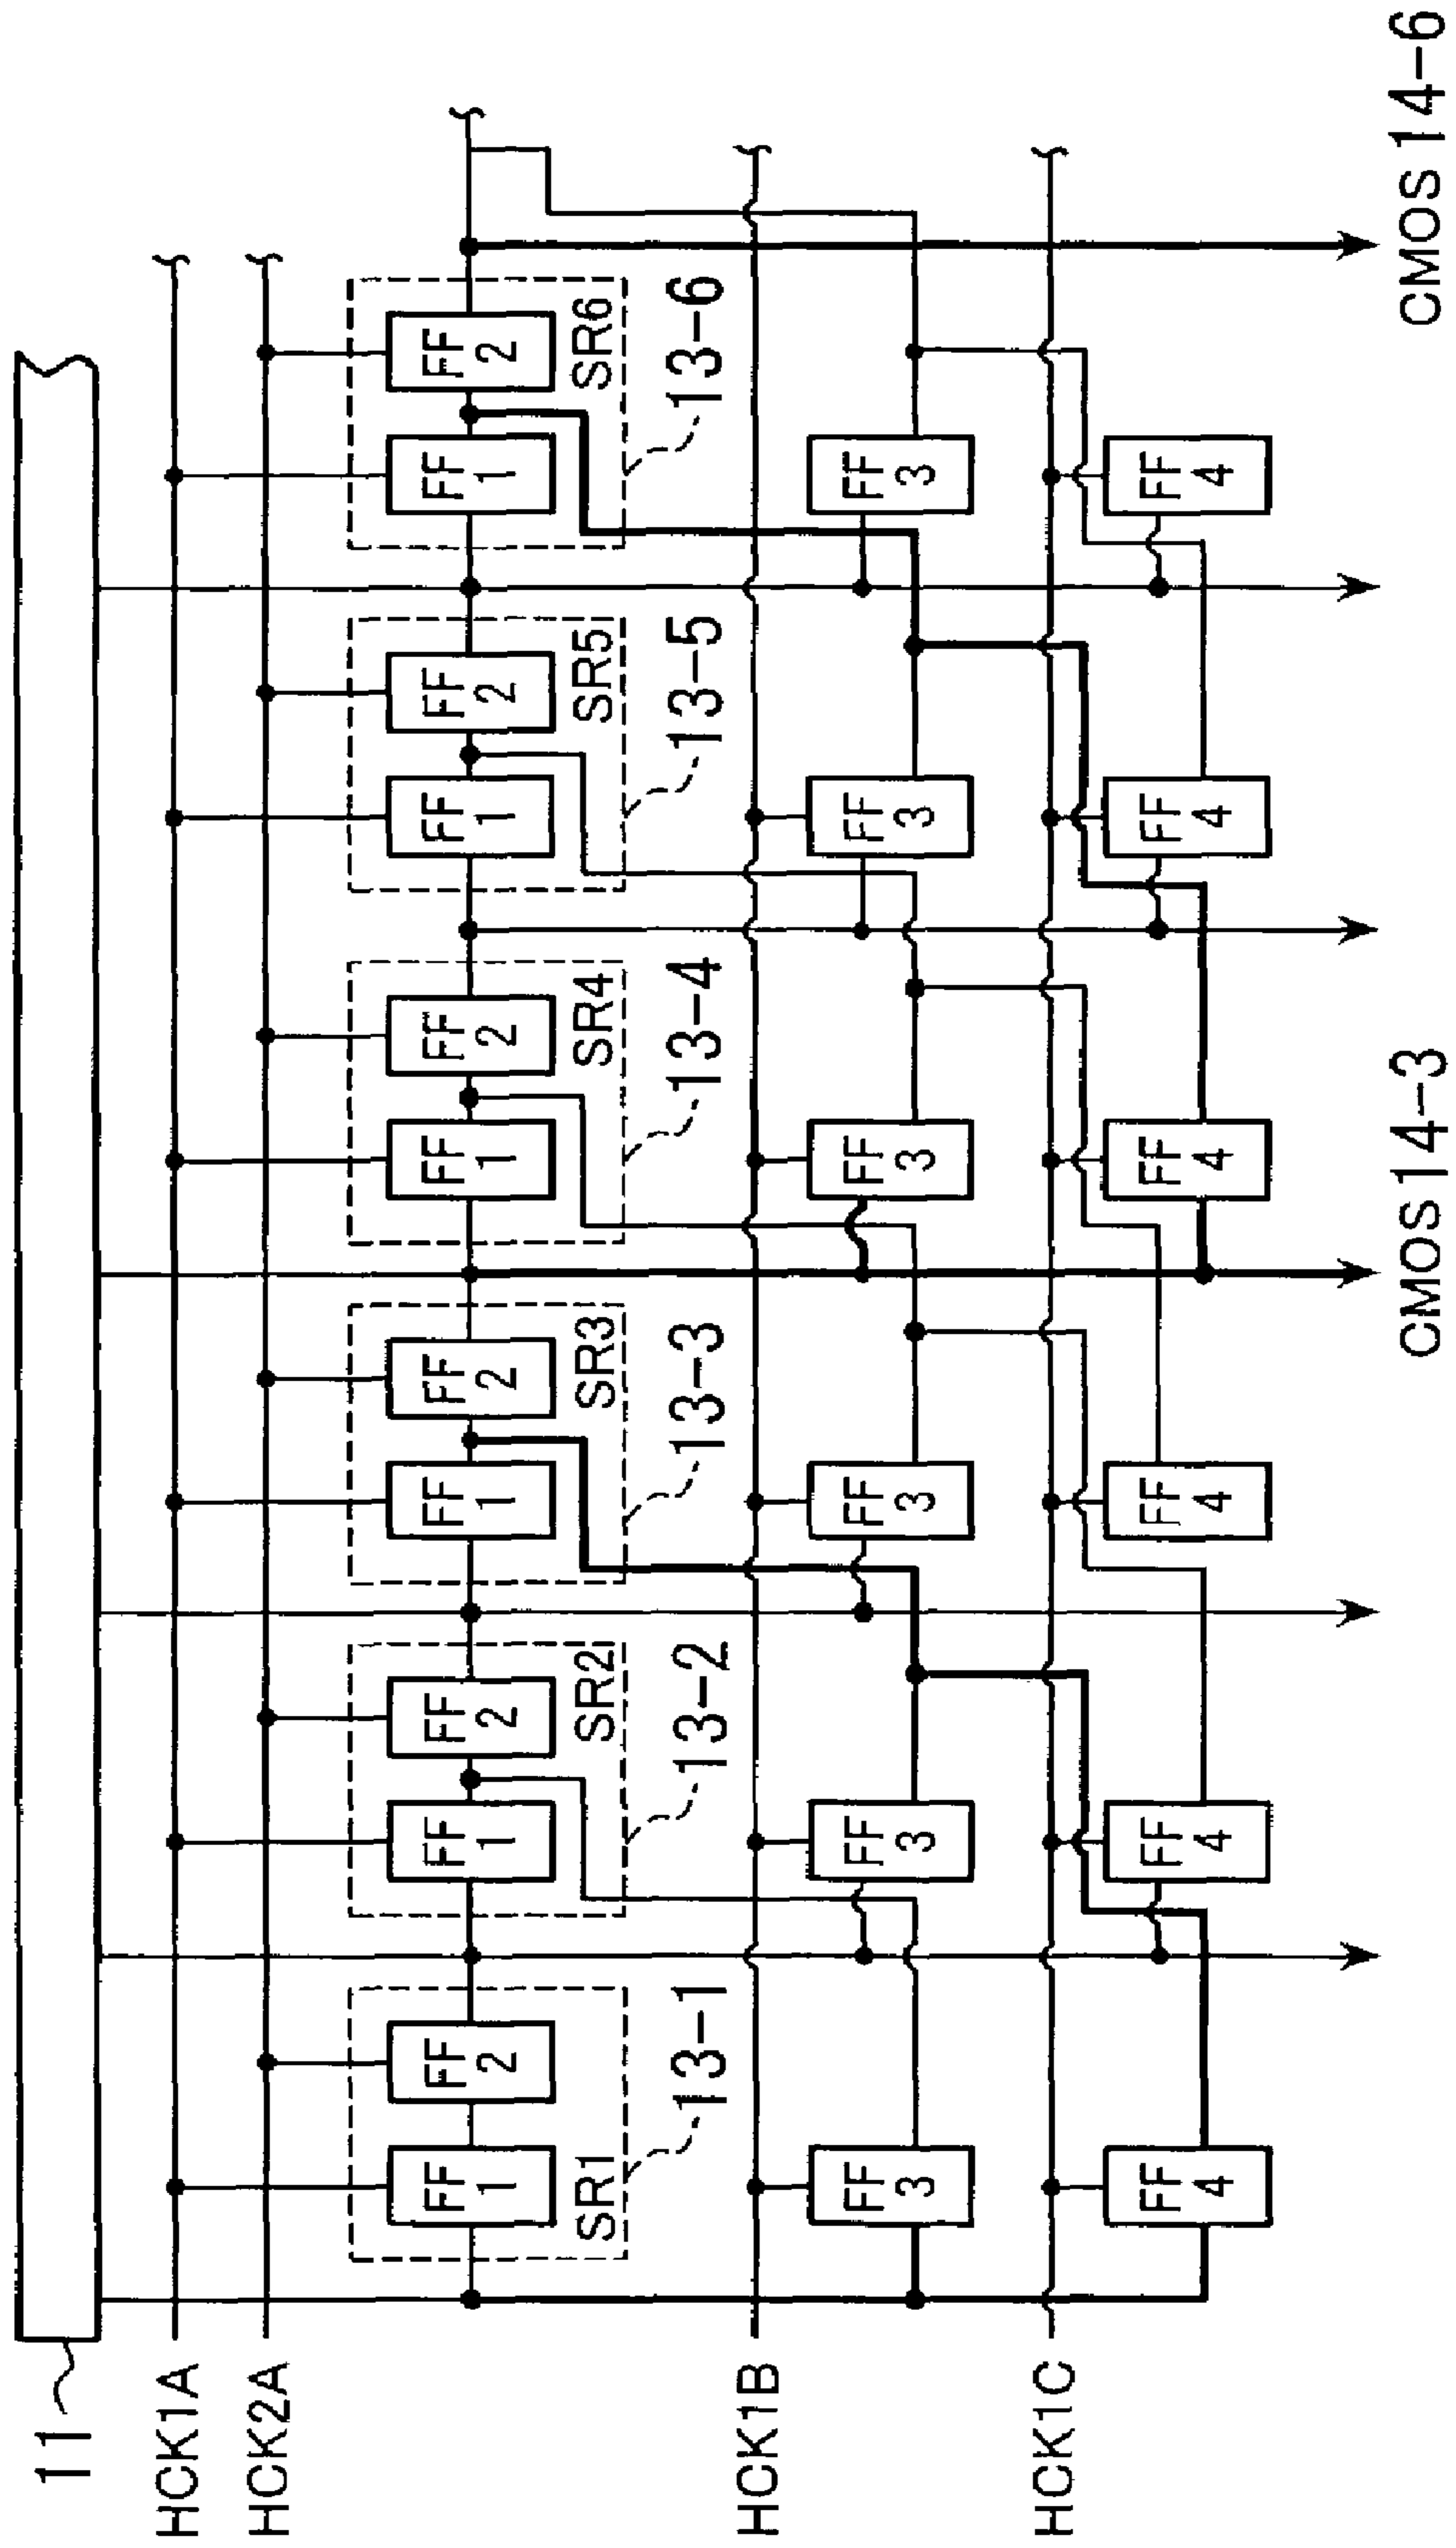 11
HCK1A
HCK2A
FF 1
FF 2
FF 1
FF 2
FF 1
FF 2
FF 1
FF 2
FF 1
FF 2
FF 1
FF 2
SR1
SR2
SR3
SR4
SR5
SR6
13-1
13-2
13-3
13-4
13-5
13-6
HCK1B
FF 3
FF 3
FF 3
FF 3
FF 3
FF 3
HCK1C
FF 4
FF 4
FF 4
FF 4
FF 4
FF 4
CMOS 14-3
CMOS 14-6